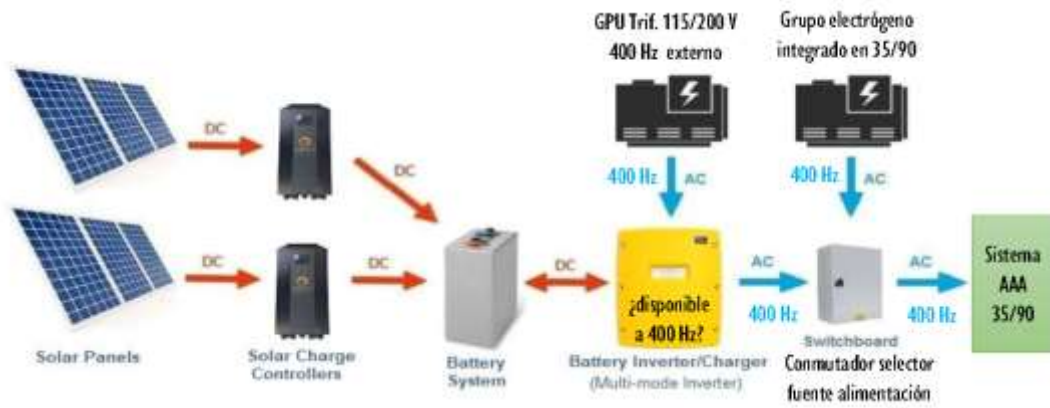 GPU Trif. 115/200 V
400 Hz externo
Grupo electrógeno
integrado en 35/90
DC
DC
400 Hz
AC
400 Hz
AC
DC
DC
DC
AC
400 Hz
AC
400 Hz
¿disponible
a 400 Hz?
Sistema
AAA
35/90
Solar Panels
Solar Charge
Controllers
Battery
System
Battery Inverter/Charger
(Multi-mode Inverter)
Switchboard
Conmutador selector
fuente alimentación